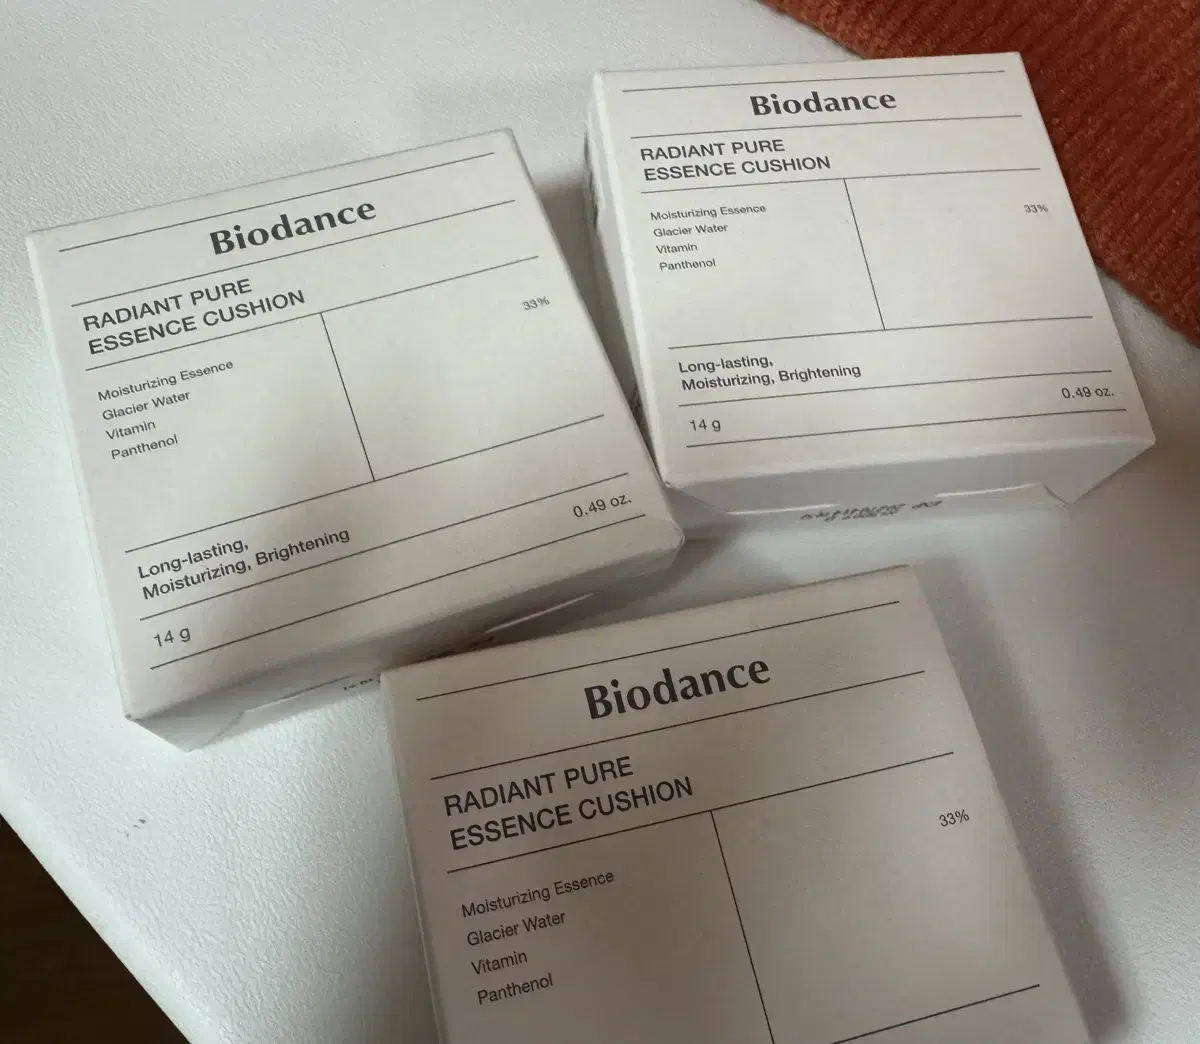 Biodance
RADIANT PURE
ESSENCE CUSHION
Moisturizing Essence
33%
Glacier Water
Vitamin
Panthenol
Long-lasting,
Moisturizing, Brightening
14 g
0.49 oz.
Biodance
RADIANT PURE
ESSENCE CUSHION
Moisturizing Essence
33%
Glacier Water
Vitamin
Panthenol
Long-lasting,
Moisturizing, Brightening
14 g
0.49 oz.
Biodance
RADIANT PURE
ESSENCE CUSHION
Moisturizing Essence
33%
Glacier Water
Vitamin
Panthenol